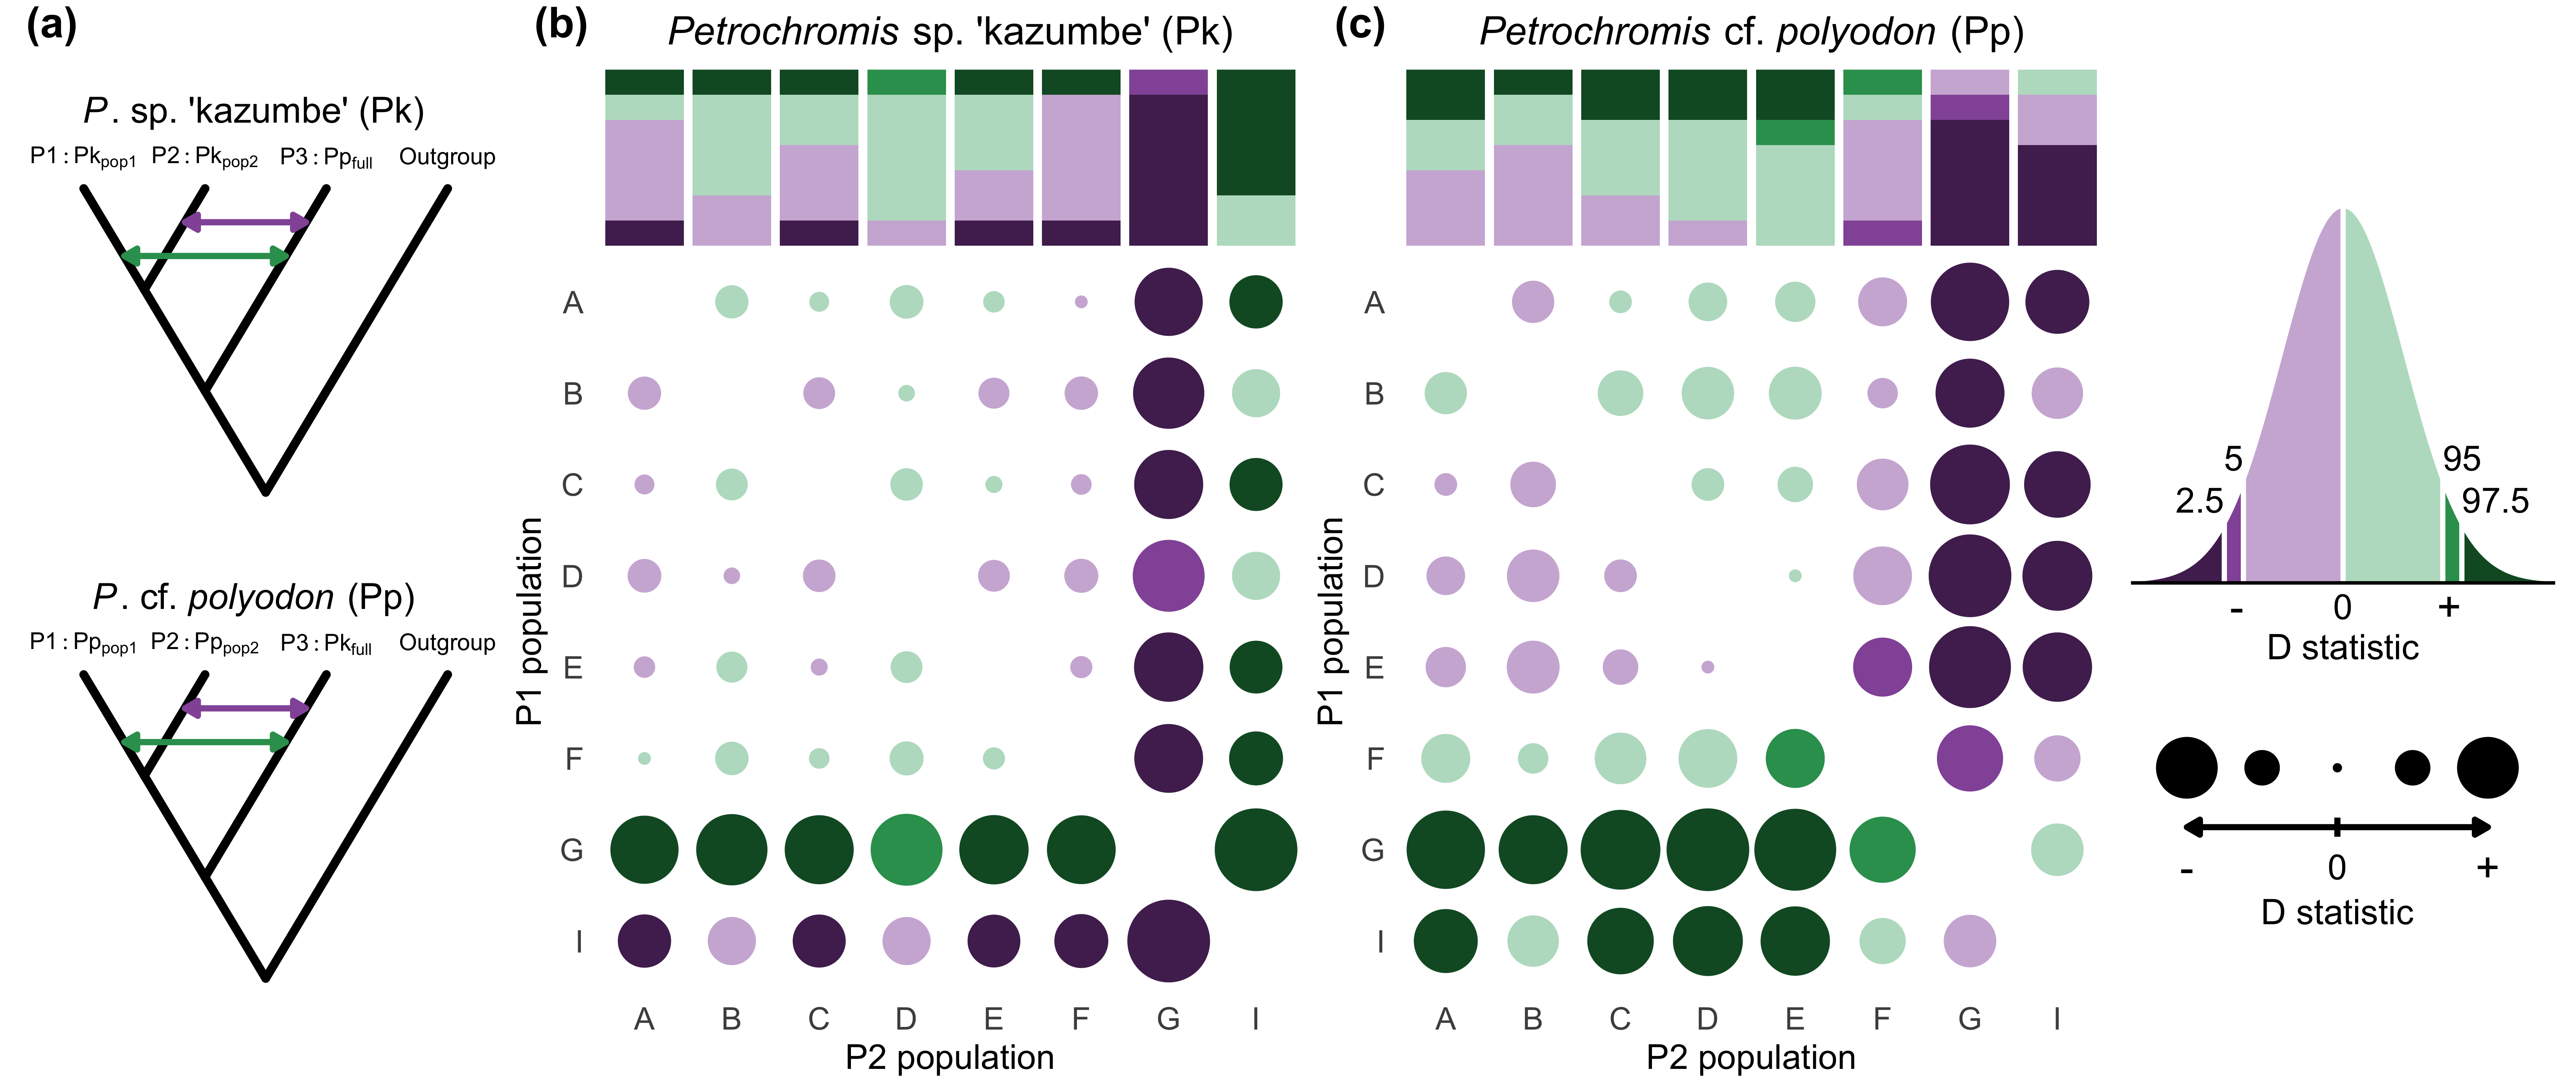 (a)
P. sp. 'kazumbe' (Pk)
P1 : Pkpop1 P2 : Pkpop2 P3 : Ppfull Outgroup
P. cf. polyodon (Pp)
P1 : Pppop1 P2 : Pppop2 P3 : Pkfull Outgroup
(b)
Petrochromis sp. 'kazumbe' (Pk)
P1 population
A
B
C
D
E
F
G
I
A B C D E F G I
P2 population
(c)
Petrochromis cf. polyodon (Pp)
P1 population
A
B
C
D
E
F
G
I
A B C D E F G I
P2 population
5 95
2.5 97.5
- 0 +
D statistic
- 0 +
D statistic